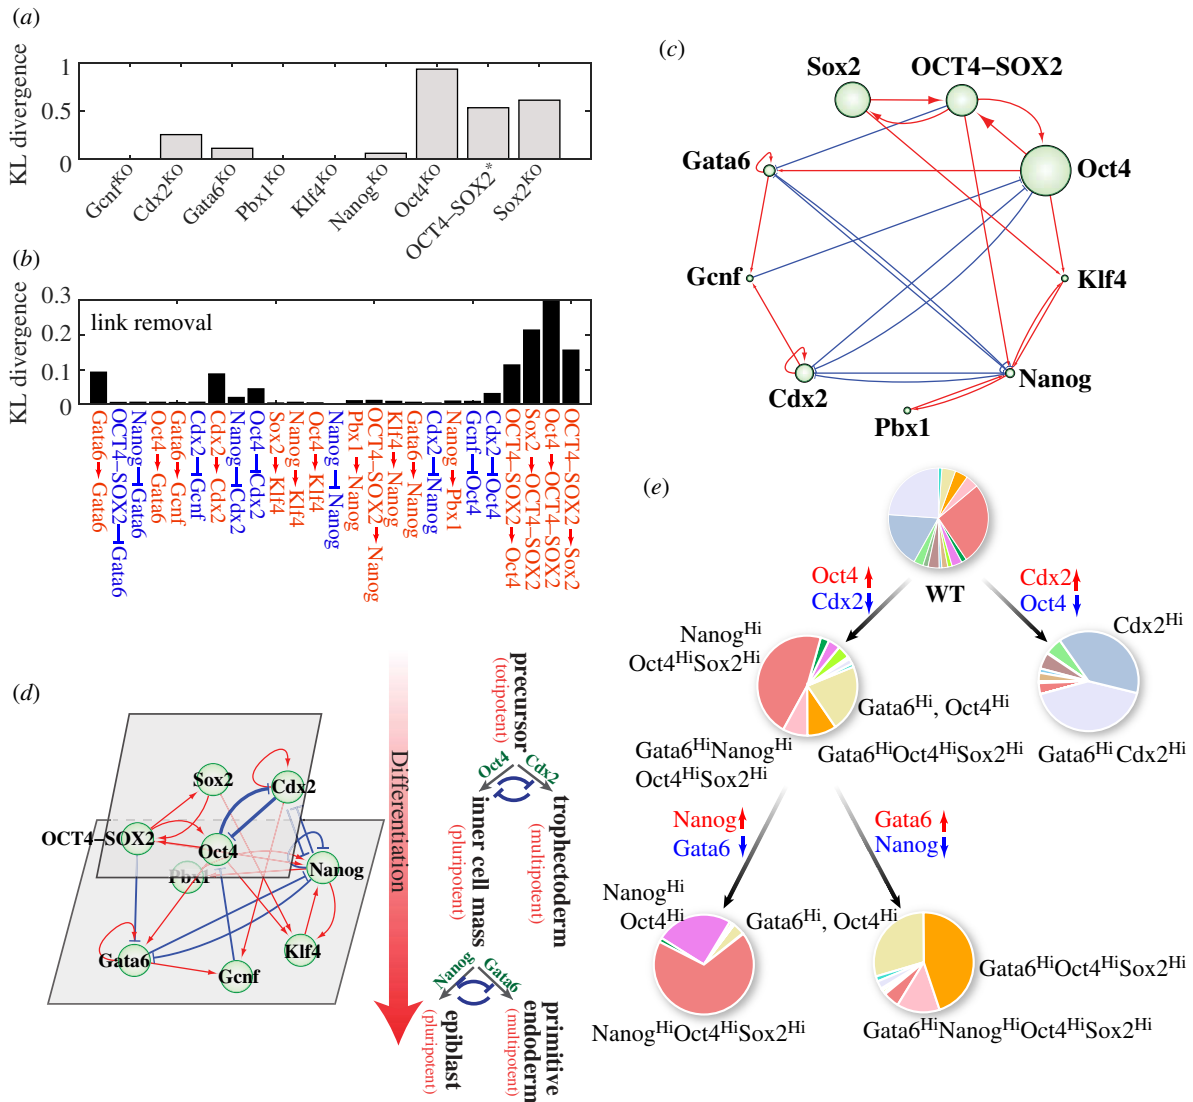 (a)
KL divergence
1
0.5
0
Gcnf^KO
Cdx2^KO
Gata6^KO
Pbx1^KO
Klf4^KO
Nanog^KO
Oct4^KO
OCT4–SOX2*
Sox2^KO
(b)
KL divergence
0.3
0.2
0.1
0
link removal
Gata6→Gata6
OCT4–SOX2⊣Gata6
Nanog⊣Gata6
Oct4→Gata6
Gata6→Gcnf
Cdx2⊣Gcnf
Cdx2→Cdx2
Nanog⊣Cdx2
Oct4⊣Cdx2
Sox2→Klf4
Nanog→Klf4
Oct4→Klf4
Nanog⊣Nanog
Pbx1→Nanog
OCT4–SOX2→Nanog
Klf4→Nanog
Gata6→Nanog
Cdx2⊣Nanog
Nanog→Pbx1
Gcnf⊣Oct4
Cdx2⊣Oct4
OCT4–SOX2→Oct4
Sox2→OCT4–SOX2
Oct4→OCT4–SOX2
OCT4–SOX2→Sox2
(c)
Sox2
OCT4–SOX2
Gata6
Oct4
Gcnf
Klf4
Cdx2
Nanog
Pbx1
(d)
Sox2
Cdx2
OCT4–SOX2
Oct4
Pbx1
Nanog
Gata6
Gcnf
Klf4
Differentiation
precursor
(totipotent)
Oct4
Cdx2
inner cell mass
(pluripotent)
trophectoderm
(multipotent)
Nanog
Gata6
epiblast
(pluripotent)
primitive
endoderm
(multipotent)
(e)
WT
Oct4↑
Cdx2↓
Cdx2↑
Oct4↓
Nanog^Hi
Oct4^HiSox2^Hi
Cdx2^Hi
Gata6^Hi, Oct4^Hi
Gata6^HiNanog^Hi
Oct4^HiSox2^Hi
Gata6^HiOct4^HiSox2^Hi
Gata6^HiCdx2^Hi
Nanog↑
Gata6↓
Gata6↑
Nanog↓
Nanog^Hi
Oct4^Hi
Gata6^Hi, Oct4^Hi
Gata6^HiOct4^HiSox2^Hi
Nanog^HiOct4^HiSox2^Hi
Gata6^HiNanog^HiOct4^HiSox2^Hi